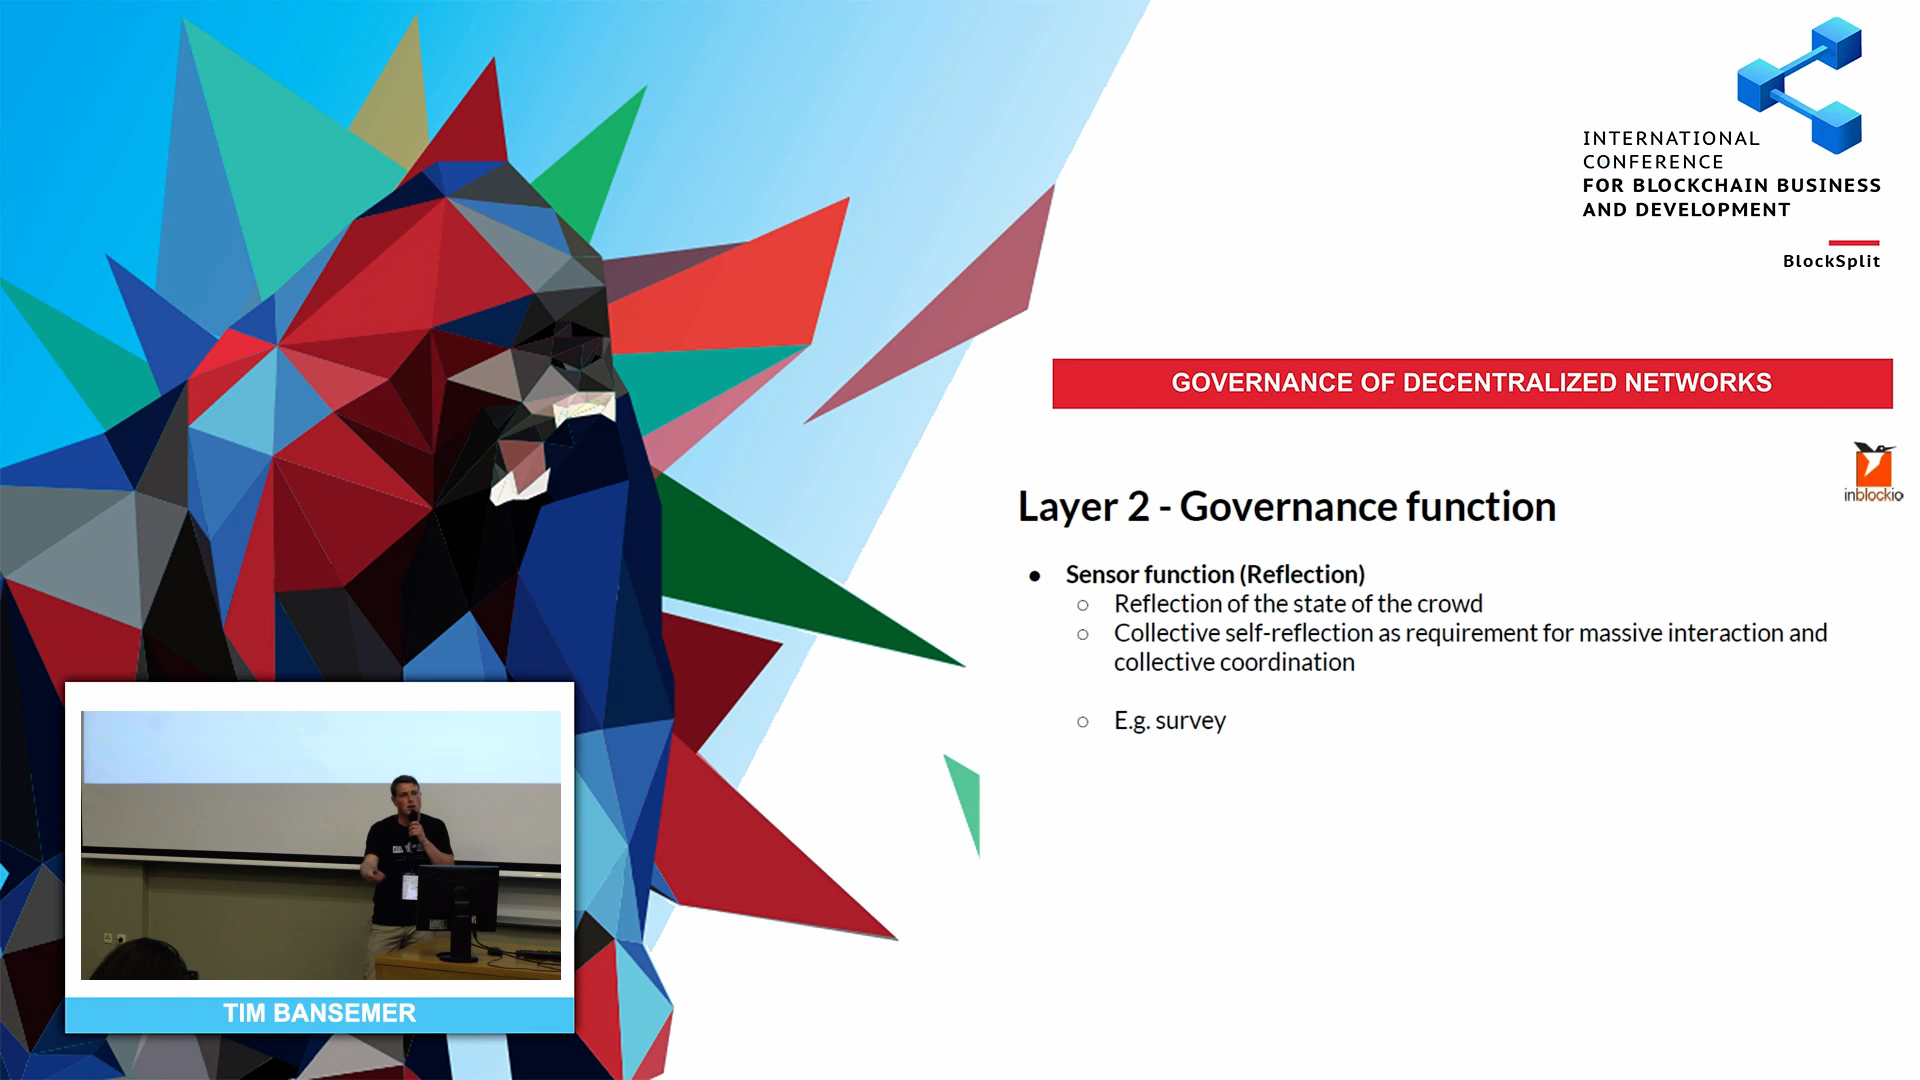 INTERNATIONAL
CONFERENCE
FOR BLOCKCHAIN BUSINESS
AND DEVELOPMENT
BlockSplit
GOVERNANCE OF DECENTRALIZED NETWORKS
inblockio
Layer 2 - Governance function
● Sensor function (Reflection)
○ Reflection of the state of the crowd
○ Collective self-reflection as requirement for massive interaction and
collective coordination
○ E.g. survey
TIM BANSEMER